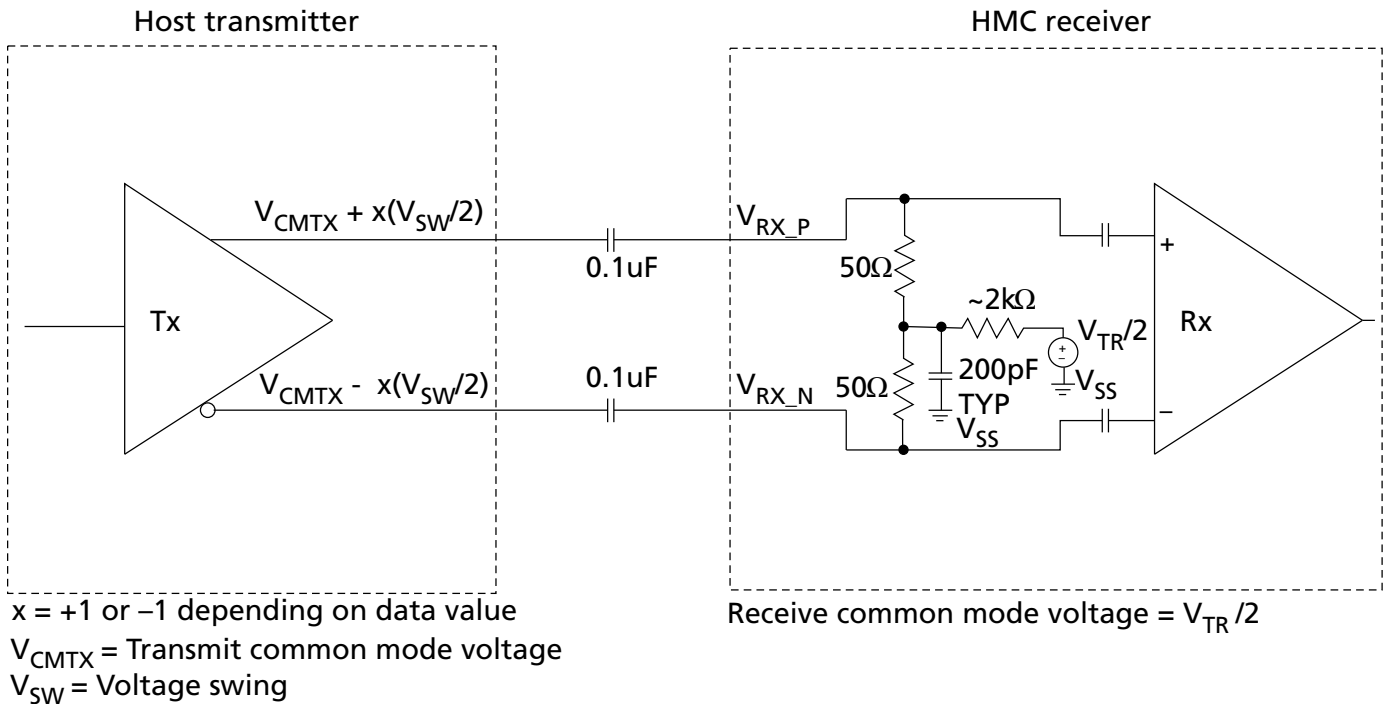 Host transmitter
HMC receiver
V_CMTX + x(V_SW/2)
V_RX_P
0.1uF
50Ω
+
~2kΩ
Tx
V_TR/2
Rx
+
–
V_CMTX - x(V_SW/2)
0.1uF
V_RX_N
50Ω
200pF
TYP
V_SS
V_SS
–
x = +1 or –1 depending on data value
V_CMTX = Transmit common mode voltage
V_SW = Voltage swing
Receive common mode voltage = V_TR /2